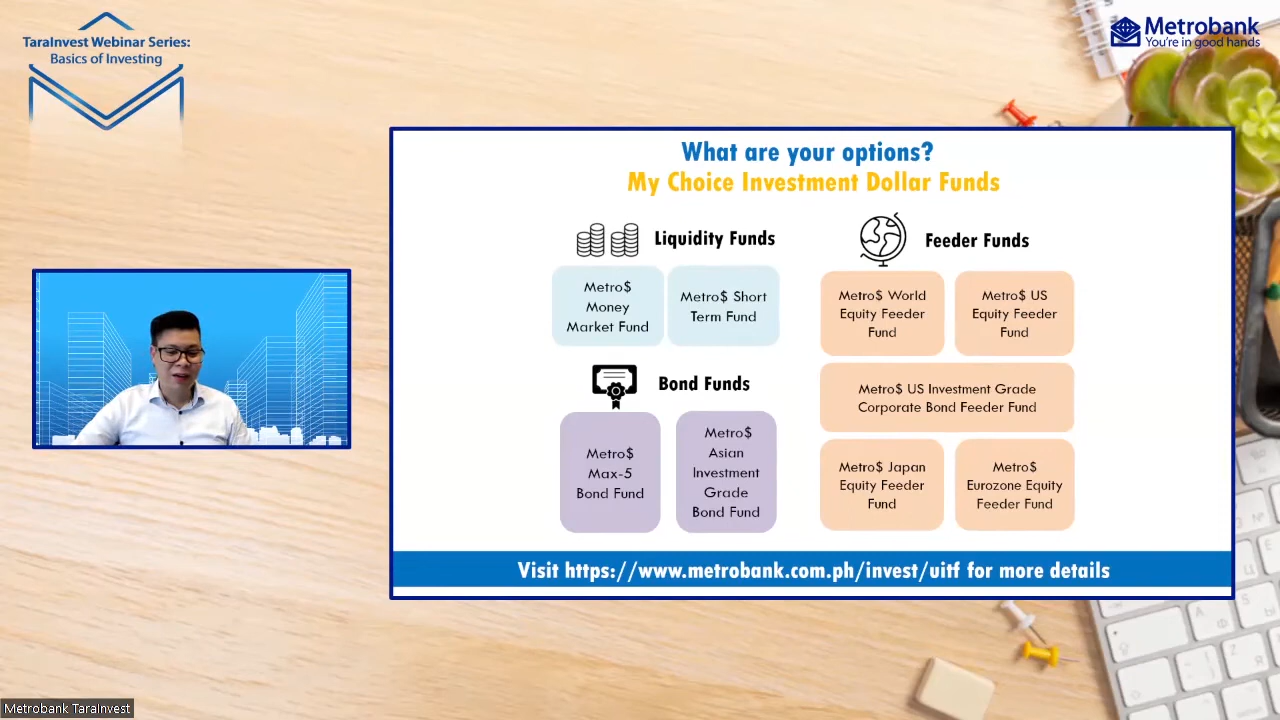 TaraInvest Webinar Series:
Basics of Investing
Metrobank
You're in good hands
What are your options?
My Choice Investment Dollar Funds
Liquidity Funds
Metro$
Money
Market Fund
Metro$ Short
Term Fund
Bond Funds
Metro$
Max-5
Bond Fund
Metro$
Asian
Investment
Grade
Bond Fund
Feeder Funds
Metro$ World
Equity Feeder
Fund
Metro$ US
Equity Feeder
Fund
Metro$ US Investment Grade
Corporate Bond Feeder Fund
Metro$ Japan
Equity Feeder
Fund
Metro$
Eurozone Equity
Feeder Fund
Visit https://www.metrobank.com.ph/invest/uitf for more details
Metrobank TaraInvest